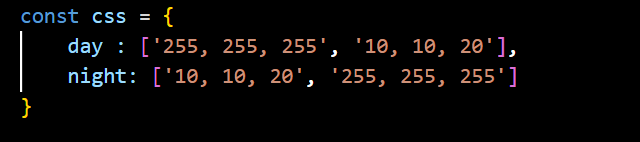 const css = {
    day : ['255, 255, 255', '10, 10, 20'],
    night: ['10, 10, 20', '255, 255, 255']
}